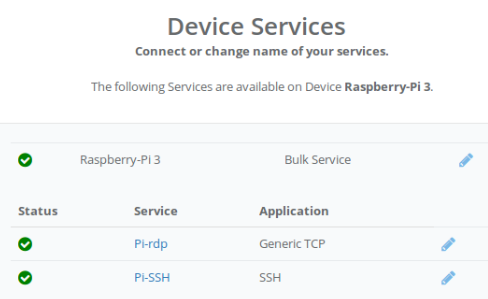 Device Services
Connect or change name of your services.
The following Services are available on Device Raspberry-Pi 3.
Raspberry-Pi 3 Bulk Service
Status Service Application
Pi-rdp Generic TCP
Pi-SSH SSH